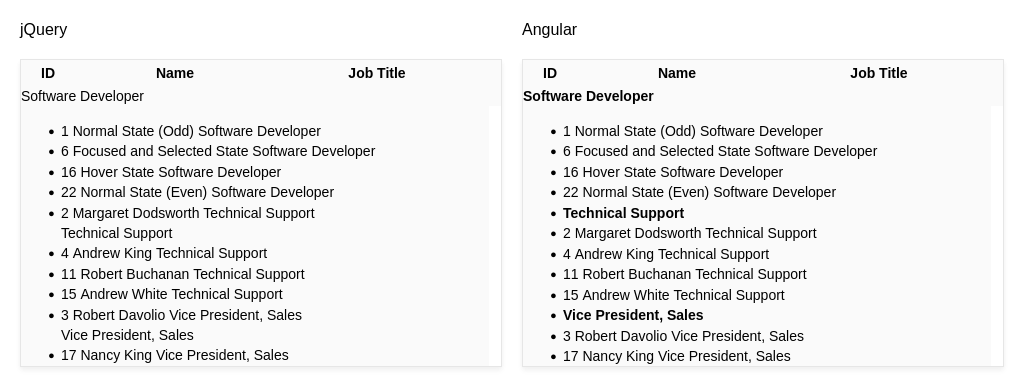 jQuery
ID Name Job Title
Software Developer
1 Normal State (Odd) Software Developer
6 Focused and Selected State Software Developer
16 Hover State Software Developer
22 Normal State (Even) Software Developer
2 Margaret Dodsworth Technical Support
Technical Support
4 Andrew King Technical Support
11 Robert Buchanan Technical Support
15 Andrew White Technical Support
3 Robert Davolio Vice President, Sales
Vice President, Sales
17 Nancy King Vice President, Sales
Angular
ID Name Job Title
Software Developer
1 Normal State (Odd) Software Developer
6 Focused and Selected State Software Developer
16 Hover State Software Developer
22 Normal State (Even) Software Developer
Technical Support
2 Margaret Dodsworth Technical Support
4 Andrew King Technical Support
11 Robert Buchanan Technical Support
15 Andrew White Technical Support
Vice President, Sales
3 Robert Davolio Vice President, Sales
17 Nancy King Vice President, Sales